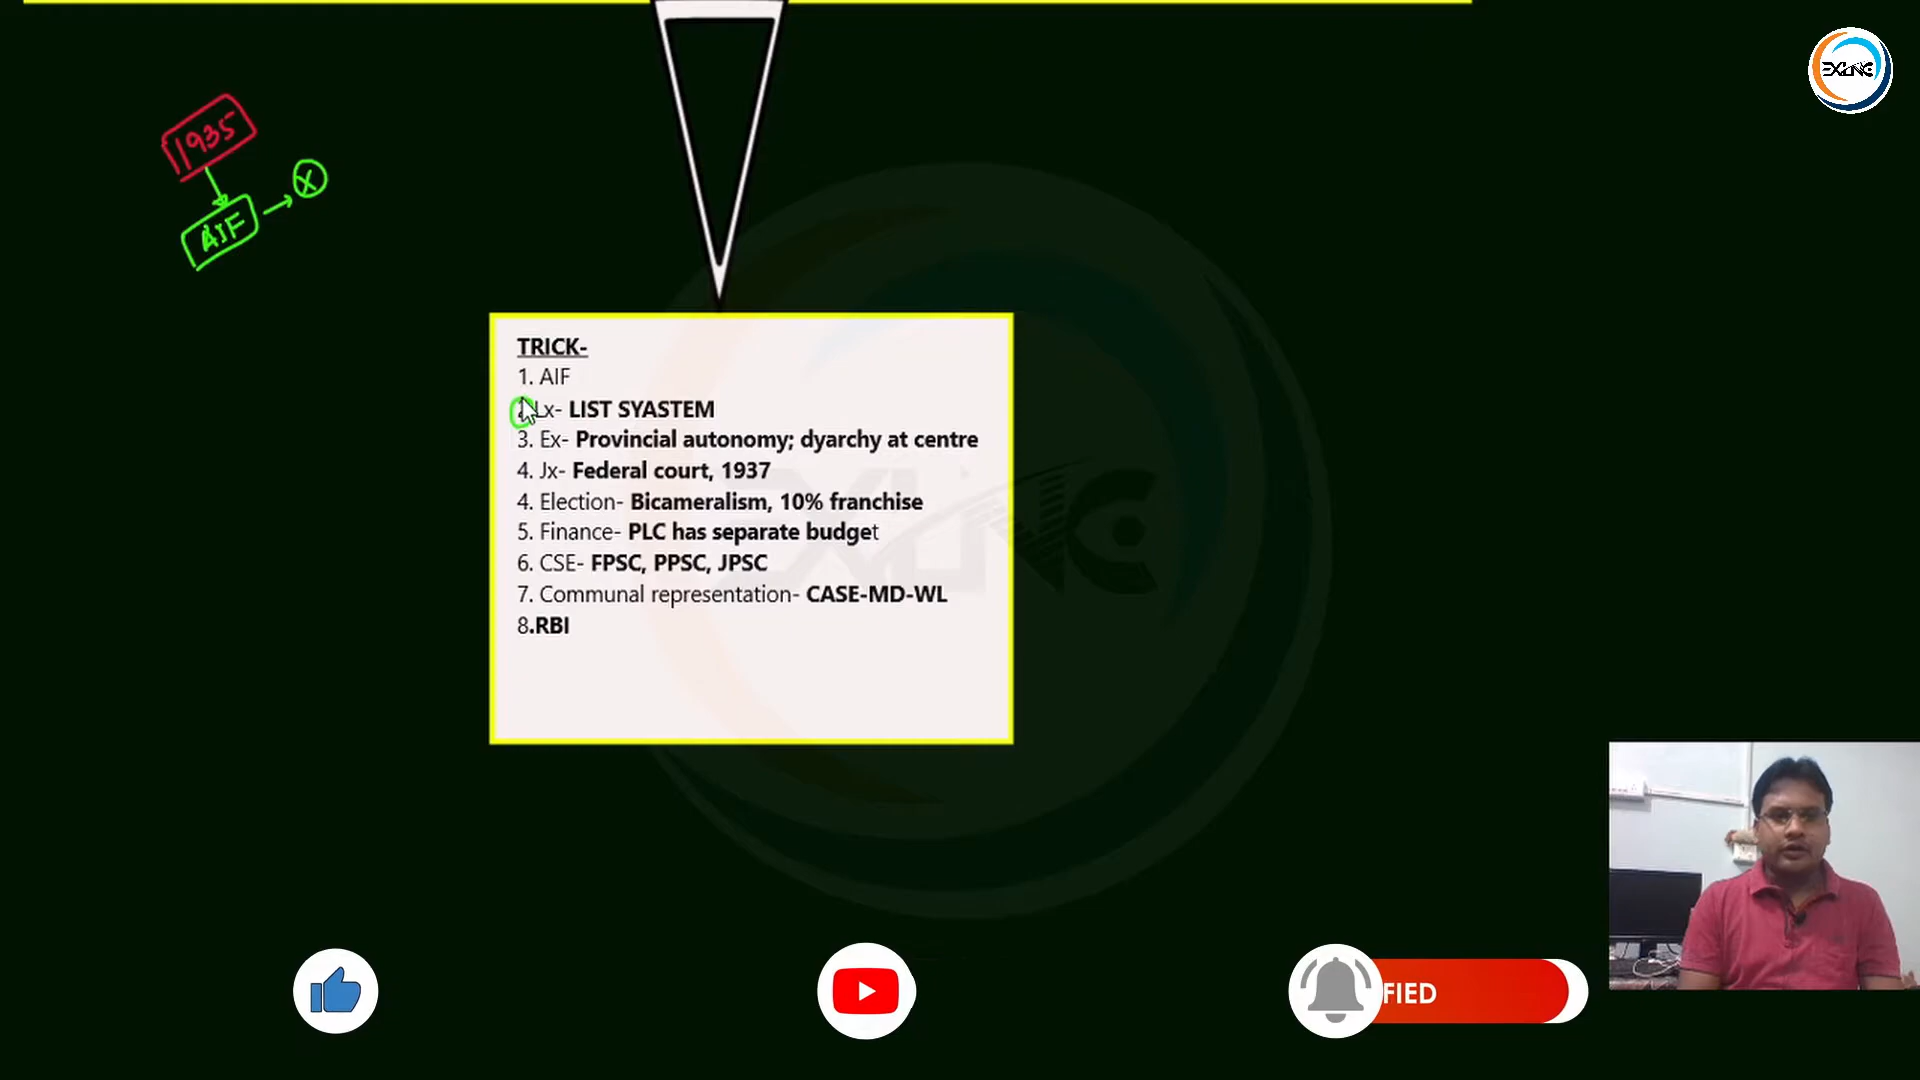 EXLNC
1935
X
AIF
TRICK-
1. AIF
Lx- LIST SYASTEM
3. Ex- Provincial autonomy; dyarchy at centre
4. Jx- Federal court, 1937
4. Election- Bicameralism, 10% franchise
5. Finance- PLC has separate budget
6. CSE- FPSC, PPSC, JPSC
7. Communal representation- CASE-MD-WL
8.RBI
EXLNC
FIED